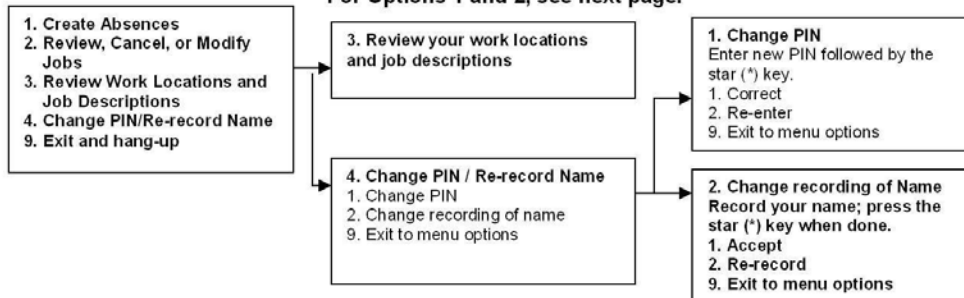 For Options 1 and 2, see next page.
1. Create Absences
2. Review, Cancel, or Modify
Jobs
3. Review Work Locations and
Job Descriptions
4. Change PIN/Re-record Name
9. Exit and hang-up
3. Review your work locations
and job descriptions
4. Change PIN / Re-record Name
1. Change PIN
2. Change recording of name
9. Exit to menu options
1. Change PIN
Enter new PIN followed by the
star (*) key.
1. Correct
2. Re-enter
9. Exit to menu options
2. Change recording of Name
Record your name; press the
star (*) key when done.
1. Accept
2. Re-record
9. Exit to menu options